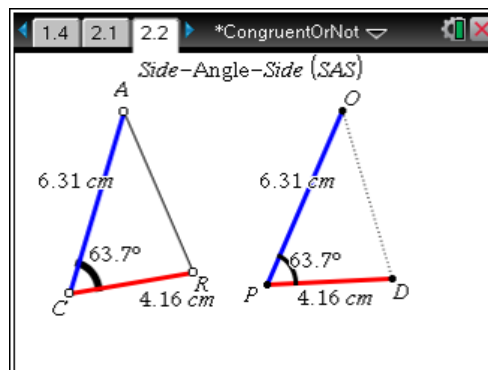 1.4 2.1 2.2 *CongruentOrNot
Side-Angle-Side (SAS)
A O
6.31 cm 6.31 cm
63.7° 63.7°
R
C 4.16 cm P 4.16 cm D